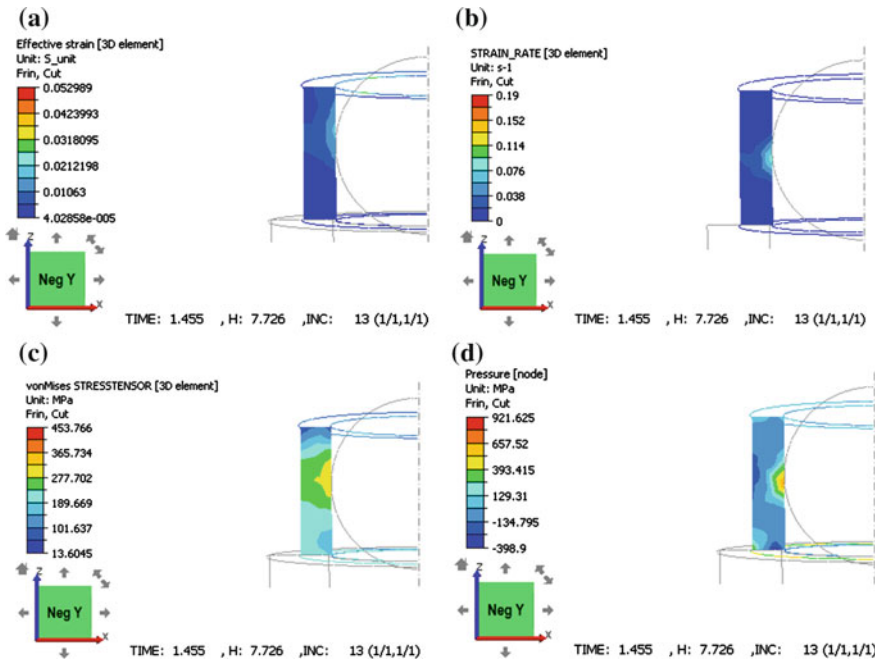 (a)
Effective strain [3D element]
Unit: S_unit
Frin, Cut
0.052989
0.0423993
0.0318095
0.0212198
0.01063
4.02858e-005
z
Neg Y
x
TIME: 1.455 , H: 7.726 ,INC: 13 (1/1,1/1)
(b)
STRAIN_RATE [3D element]
Unit: s-1
Frin, Cut
0.19
0.152
0.114
0.076
0.038
0
z
Neg Y
x
TIME: 1.455 , H: 7.726 ,INC: 13 (1/1,1/1)
(c)
vonMises STRESSTENSOR [3D element]
Unit: MPa
Frin, Cut
453.766
365.734
277.702
189.669
101.637
13.6045
z
Neg Y
x
TIME: 1.455 , H: 7.726 ,INC: 13 (1/1,1/1)
(d)
Pressure [node]
Unit: MPa
Frin, Cut
921.625
657.52
393.415
129.31
-134.795
-398.9
z
Neg Y
x
TIME: 1.455 , H: 7.726 ,INC: 13 (1/1,1/1)